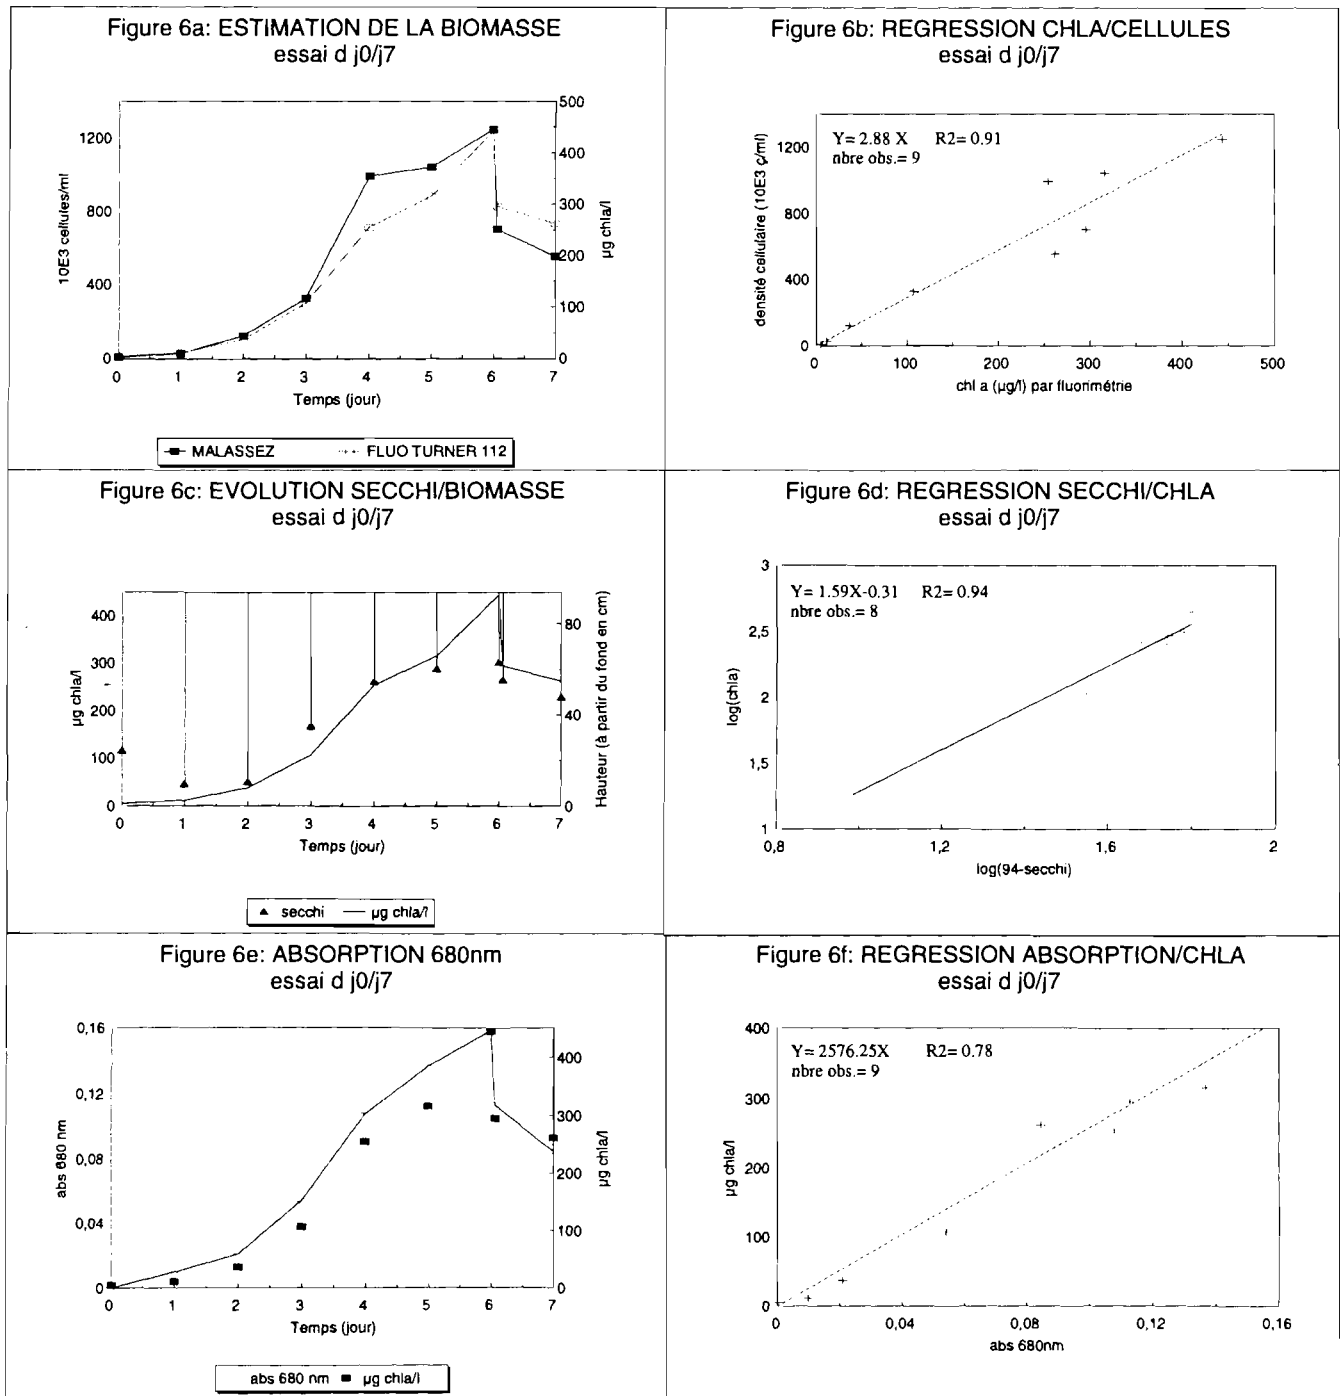 Figure 6a: ESTIMATION DE LA BIOMASSE
essai d j0/j7
500
400
300
200
100
0
µg chla/l
1200
800
400
0
10E3 cellules/ml
0 1 2 3 4 5 6 7
Temps (jour)
MALASSEZ FLUO TURNER 112
Figure 6b: REGRESSION CHLA/CELLULES
essai d j0/j7
Y= 2.88 X R2= 0.91
nbre obs.= 9
1200
800
400
0
densité cellulaire (10E3 ç/ml)
0 100 200 300 400 500
chl a (µg/l) par fluorimétrie
Figure 6c: EVOLUTION SECCHI/BIOMASSE
essai d j0/j7
400
300
200
100
0
µg chla/l
80
40
0
Hauteur (à partir du fond en cm)
0 1 2 3 4 5 6 7
Temps (jour)
secchi µg chla/l
Figure 6d: REGRESSION SECCHI/CHLA
essai d j0/j7
Y= 1.59X-0.31 R2= 0.94
nbre obs.= 8
3
2,5
2
1,5
1
log(chla)
0,8 1,2 1,6 2
log(94-secchi)
Figure 6e: ABSORPTION 680nm
essai d j0/j7
0,16
0,12
0,08
0,04
0
abs 680 nm
400
300
200
100
0
µg chla/l
0 1 2 3 4 5 6 7
Temps (jour)
abs 680 nm µg chla/l
Figure 6f: REGRESSION ABSORPTION/CHLA
essai d j0/j7
Y= 2576.25X R2= 0.78
nbre obs.= 9
400
300
200
100
0
µg chla/l
0 0,04 0,08 0,12 0,16
abs 680nm